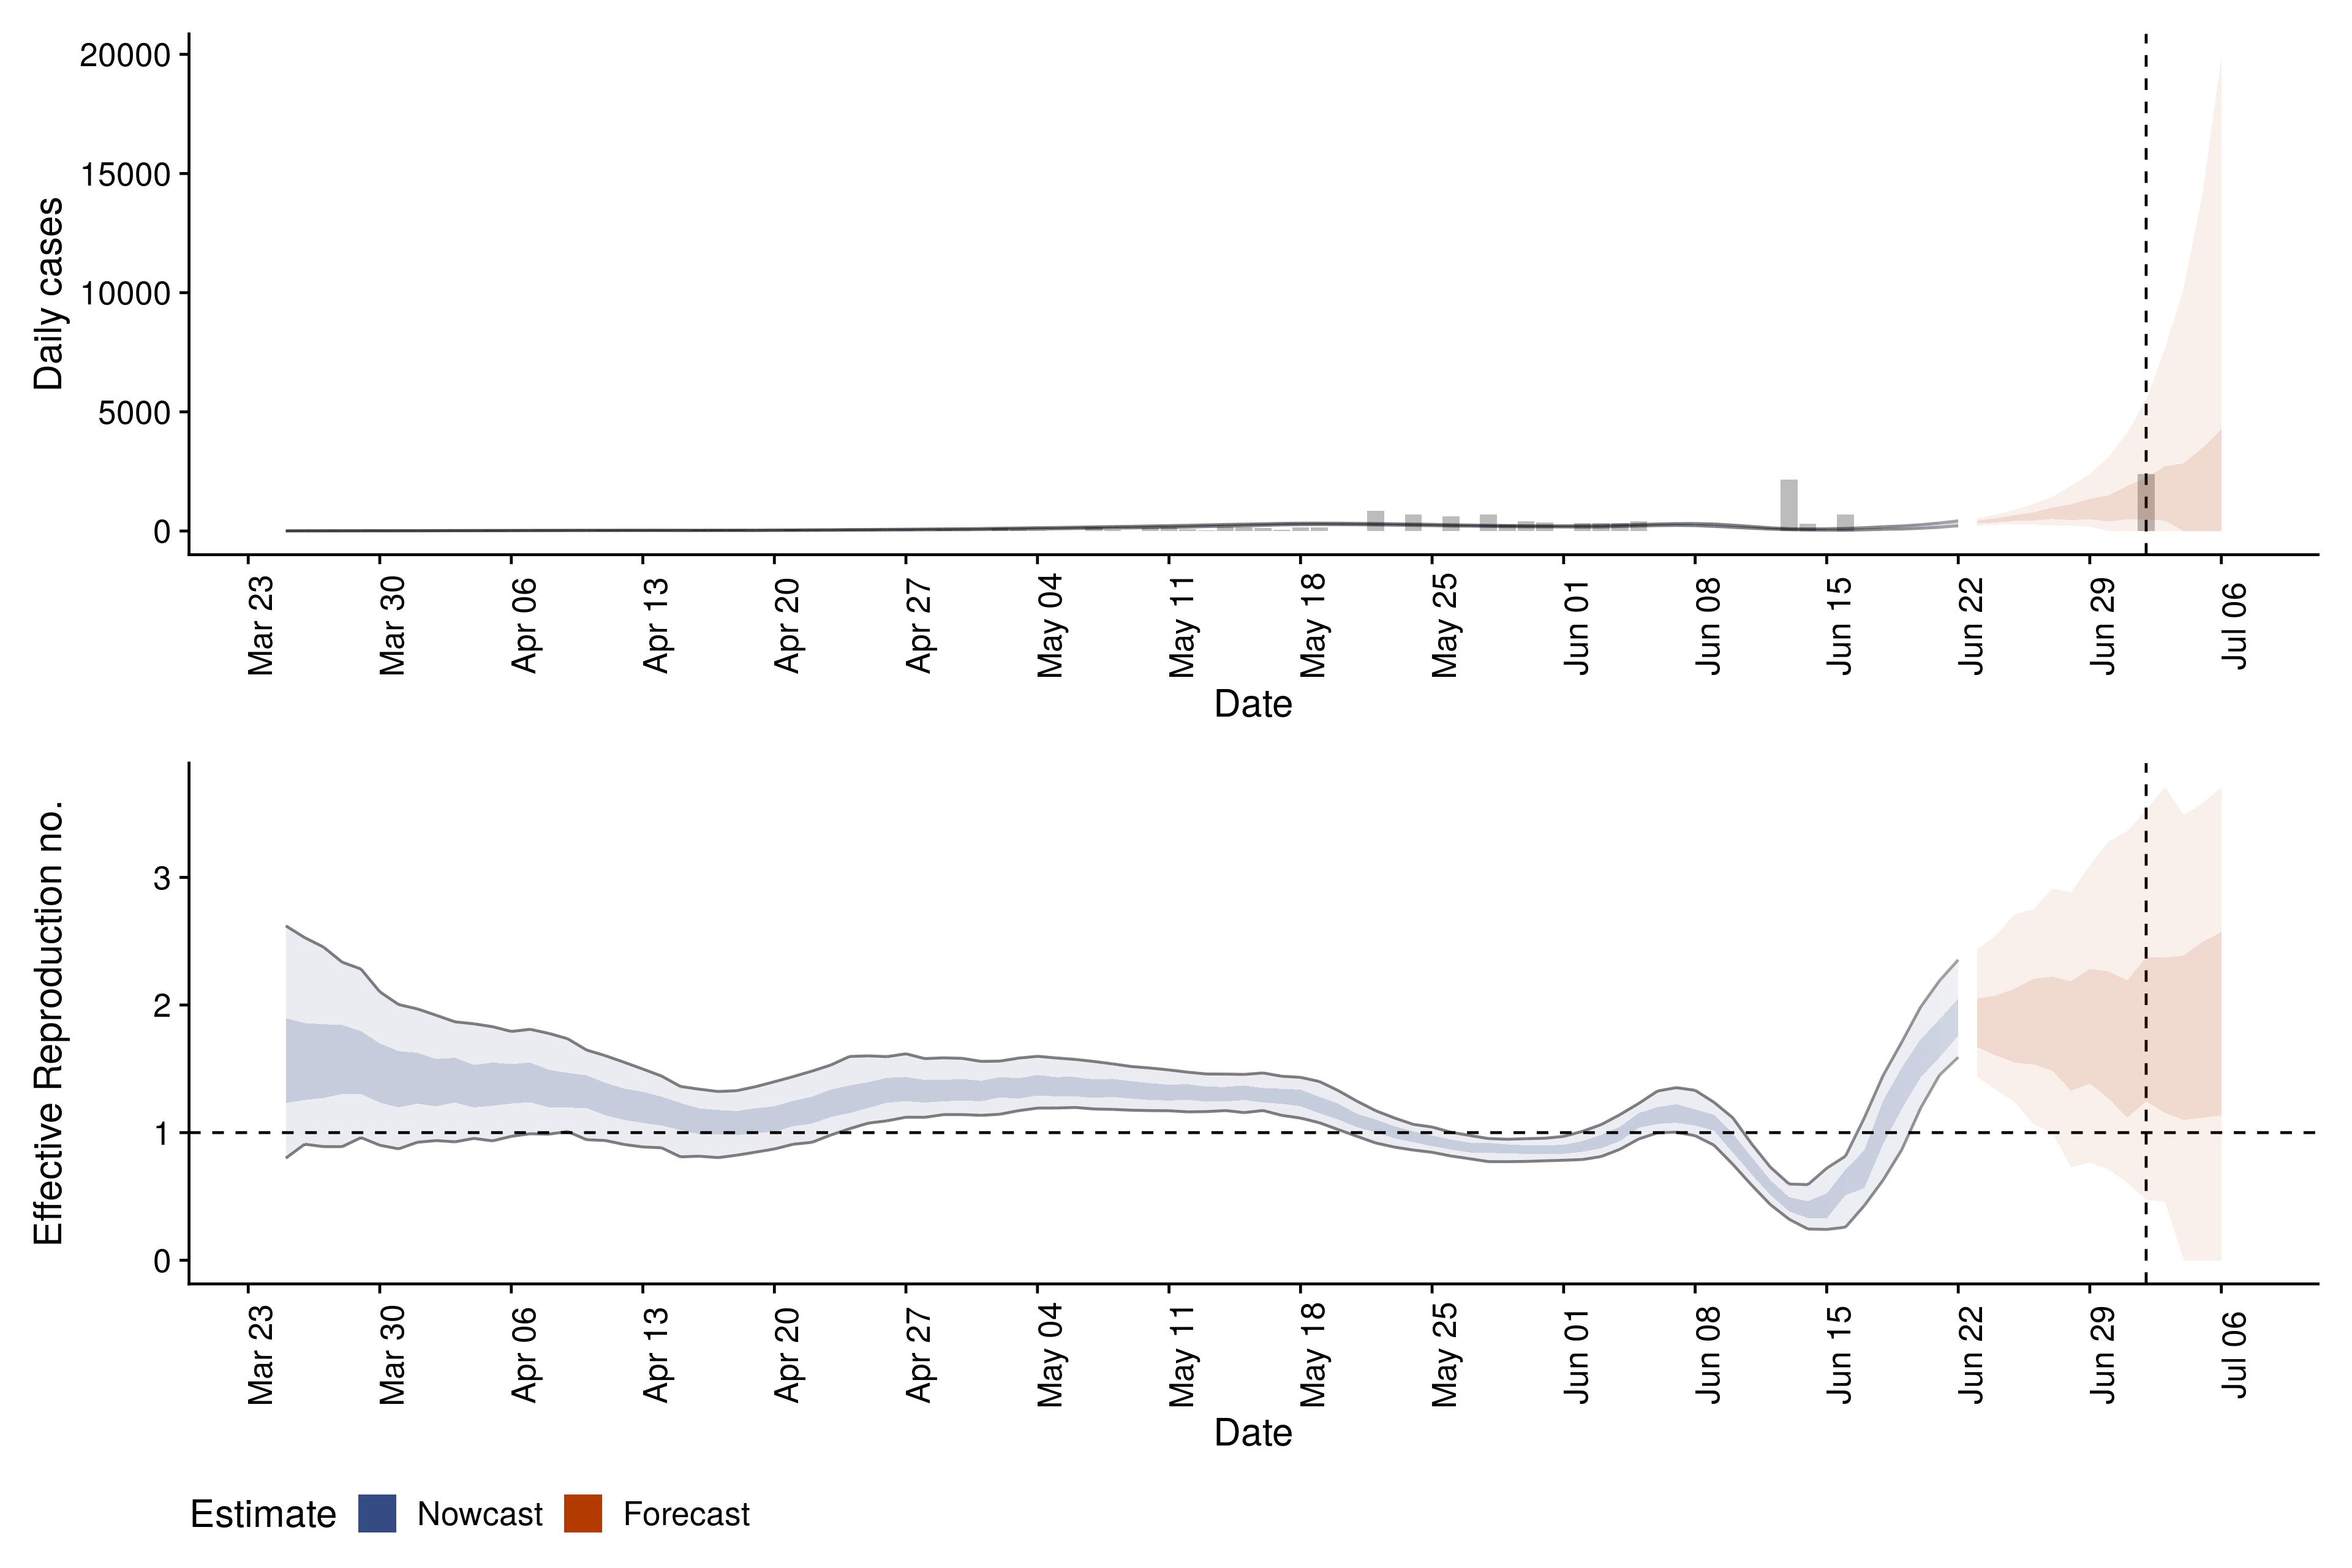 20000
15000
10000
5000
0
Daily cases
Mar 23
Mar 30
Apr 06
Apr 13
Apr 20
Apr 27
May 04
May 11
May 18
May 25
Jun 01
Jun 08
Jun 15
Jun 22
Jun 29
Jul 06
Date
3
2
1
0
Effective Reproduction no.
Mar 23
Mar 30
Apr 06
Apr 13
Apr 20
Apr 27
May 04
May 11
May 18
May 25
Jun 01
Jun 08
Jun 15
Jun 22
Jun 29
Jul 06
Date
Estimate Nowcast Forecast